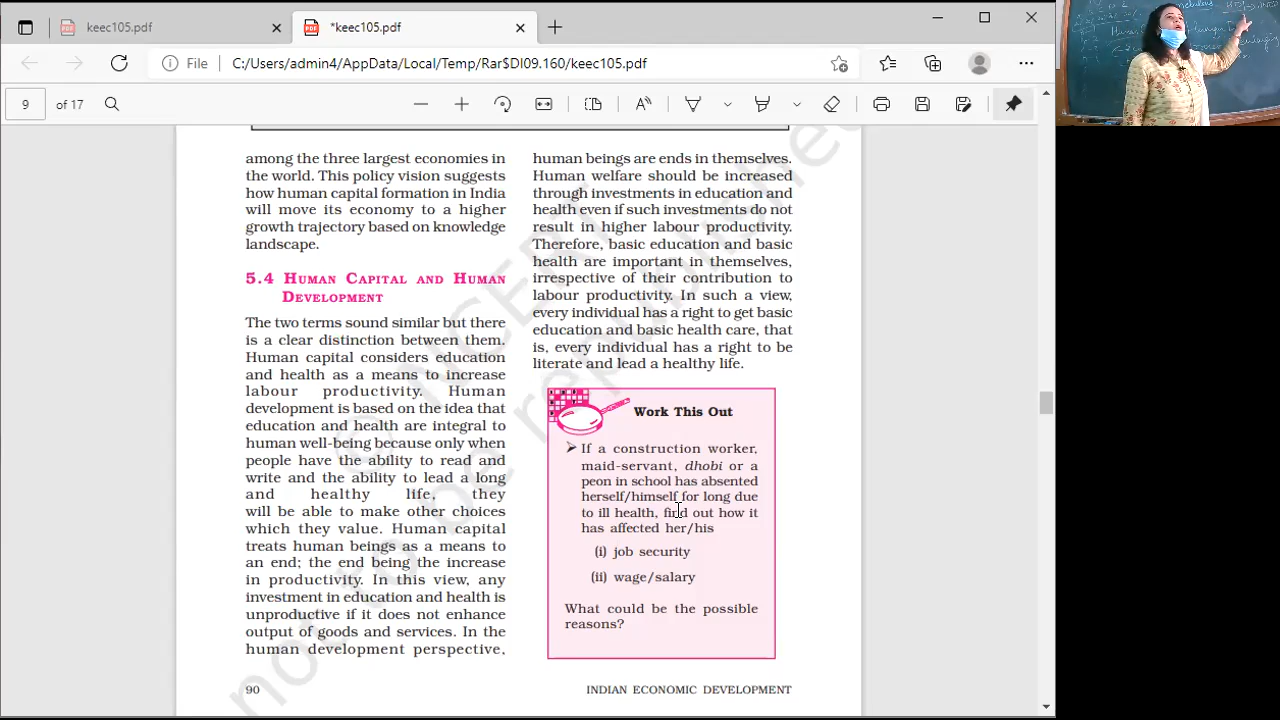 keec105.pdf
*keec105.pdf
File
C:/Users/admin4/AppData/Local/Temp/Rar$DI09.160/keec105.pdf
9
of 17
among the three largest economies in
the world. This policy vision suggests
how human capital formation in India
will move its economy to a higher
growth trajectory based on knowledge
landscape.
5.4 HUMAN CAPITAL AND HUMAN
DEVELOPMENT
The two terms sound similar but there
is a clear distinction between them.
Human capital considers education
and health as a means to increase
labour productivity. Human
development is based on the idea that
education and health are integral to
human well-being because only when
people have the ability to read and
write and the ability to lead a long
and healthy life, they
will be able to make other choices
which they value. Human capital
treats human beings as a means to
an end; the end being the increase
in productivity. In this view, any
investment in education and health is
unproductive if it does not enhance
output of goods and services. In the
human development perspective,
human beings are ends in themselves.
Human welfare should be increased
through investments in education and
health even if such investments do not
result in higher labour productivity.
Therefore, basic education and basic
health are important in themselves,
irrespective of their contribution to
labour productivity. In such a view,
every individual has a right to get basic
education and basic health care, that
is, every individual has a right to be
literate and lead a healthy life.
Work This Out
➤ If a construction worker,
maid-servant, dhobi or a
peon in school has absented
herself/himself for long due
to ill health, find out how it
has affected her/his
(i) job security
(ii) wage/salary
What could be the possible
reasons?
90
INDIAN ECONOMIC DEVELOPMENT
© NCERT
not to be republished